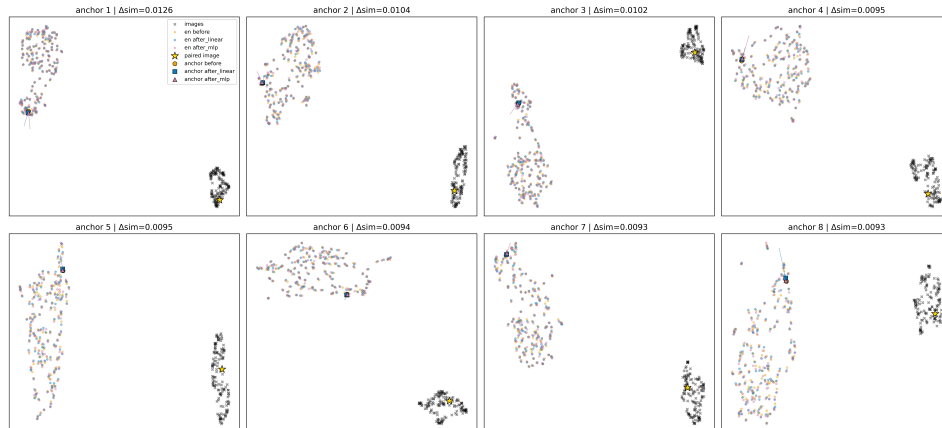 anchor 1 | Δsim=0.0126
anchor 2 | Δsim=0.0104
anchor 3 | Δsim=0.0102
anchor 4 | Δsim=0.0095
images
en before
en after_linear
en after_mlp
paired image
anchor before
anchor after_linear
anchor after_mlp
anchor 5 | Δsim=0.0095
anchor 6 | Δsim=0.0094
anchor 7 | Δsim=0.0093
anchor 8 | Δsim=0.0093